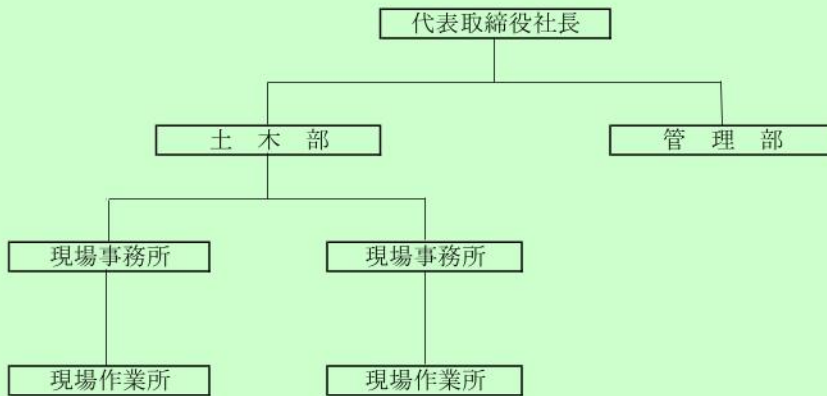 代表取締役社長
土　木　部
管　理　部
現場事務所
現場事務所
現場作業所
現場作業所